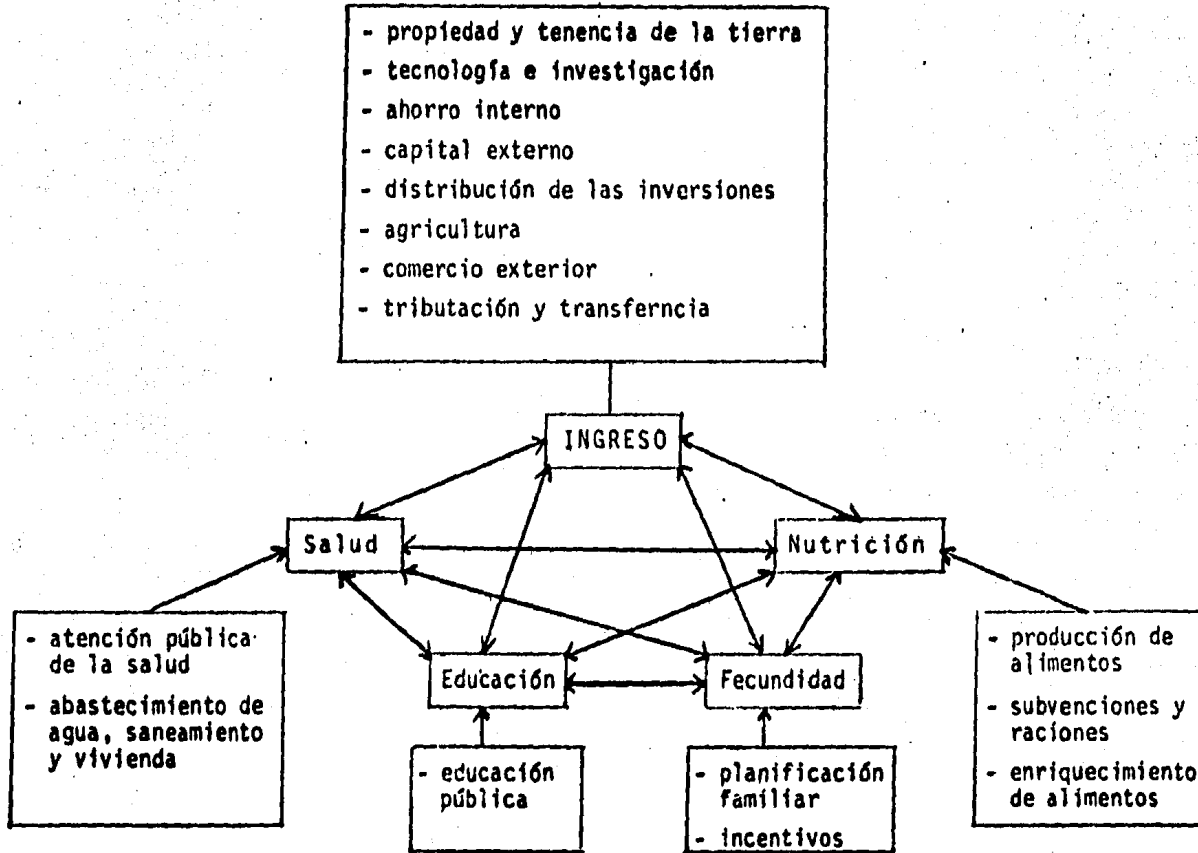 - propiedad y tenencia de la tierra
- tecnología e investigación
- ahorro interno
- capital externo
- distribución de las inversiones
- agricultura
- comercio exterior
- tributación y transferncia
INGRESO
Salud
Nutrición
Educación
Fecundidad
- atención pública
de la salud
- abastecimiento de
agua, saneamiento
y vivienda
- educación
pública
- planificación
familiar
- incentivos
- producción de
alimentos
- subvenciones y
raciones
- enriquecimiento
de alimentos